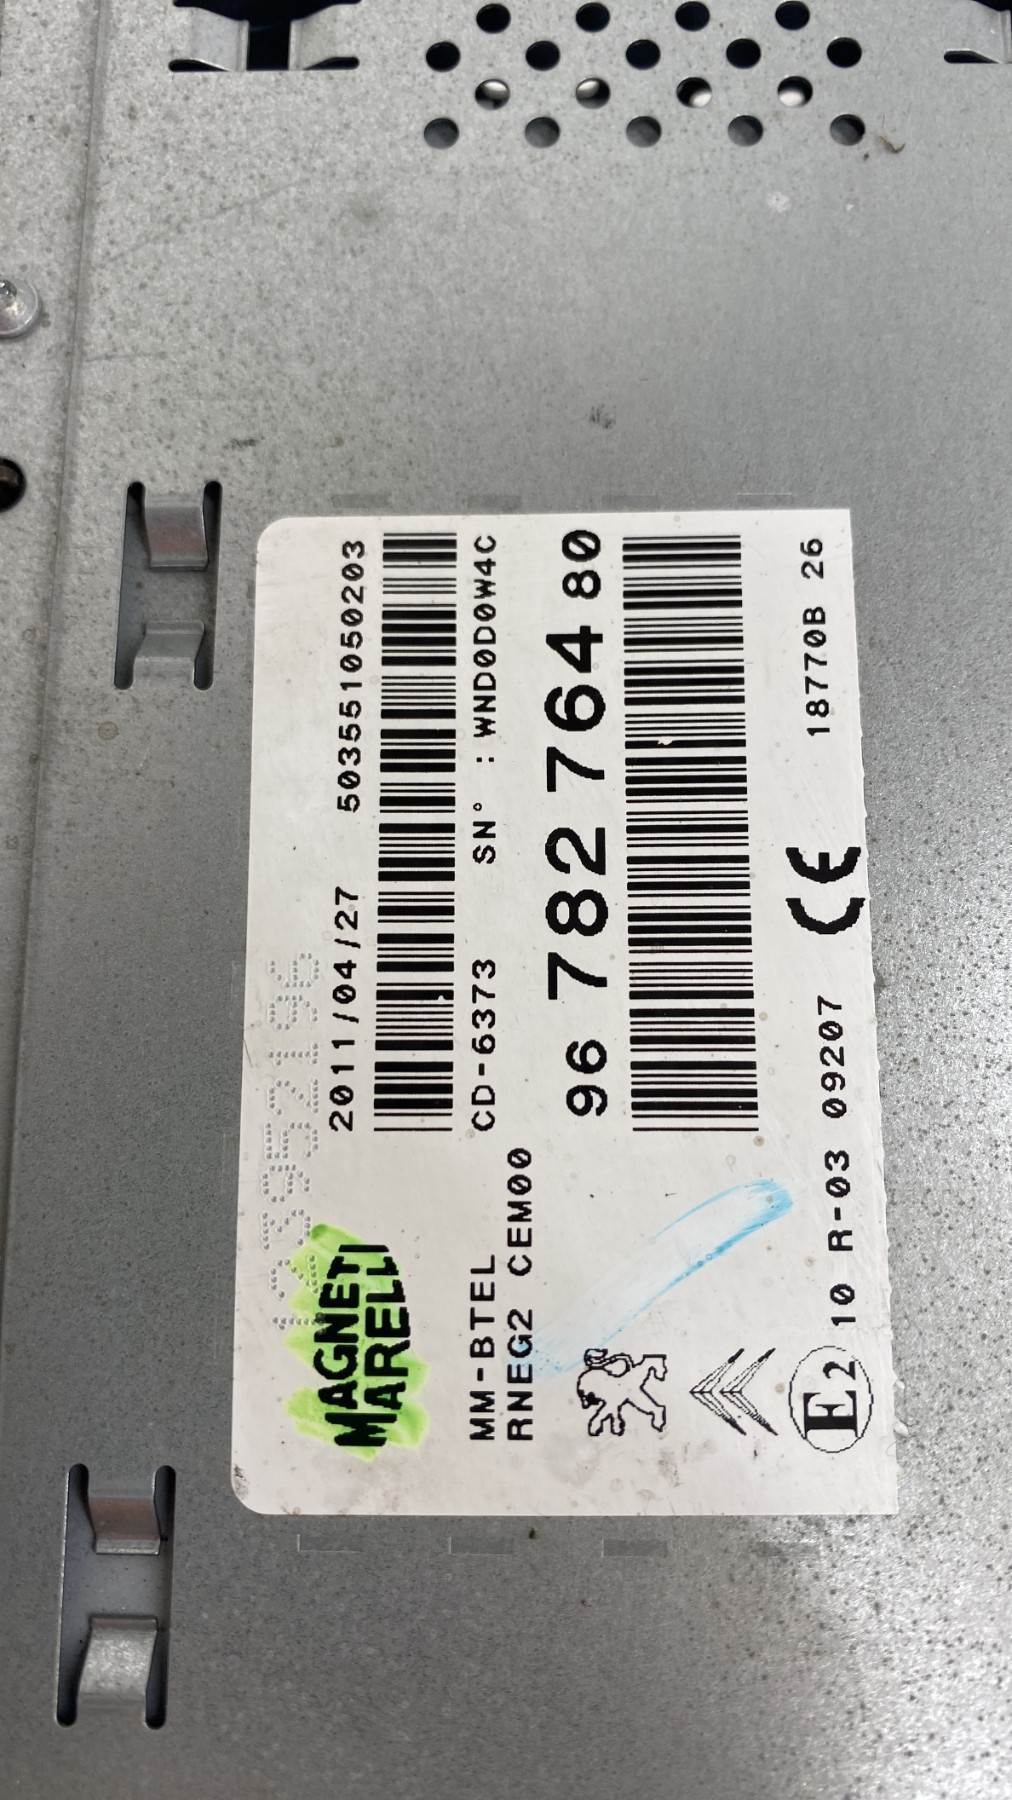 12895219б
2011/04/27 503551050203
MAGNETI
MARELLI
MM-BTEL CD-6373 SN° : WND0D0W4C
RNEG2 CEM00
96 782 764 80
E2 10 R-03 09207 CE 18770B 26